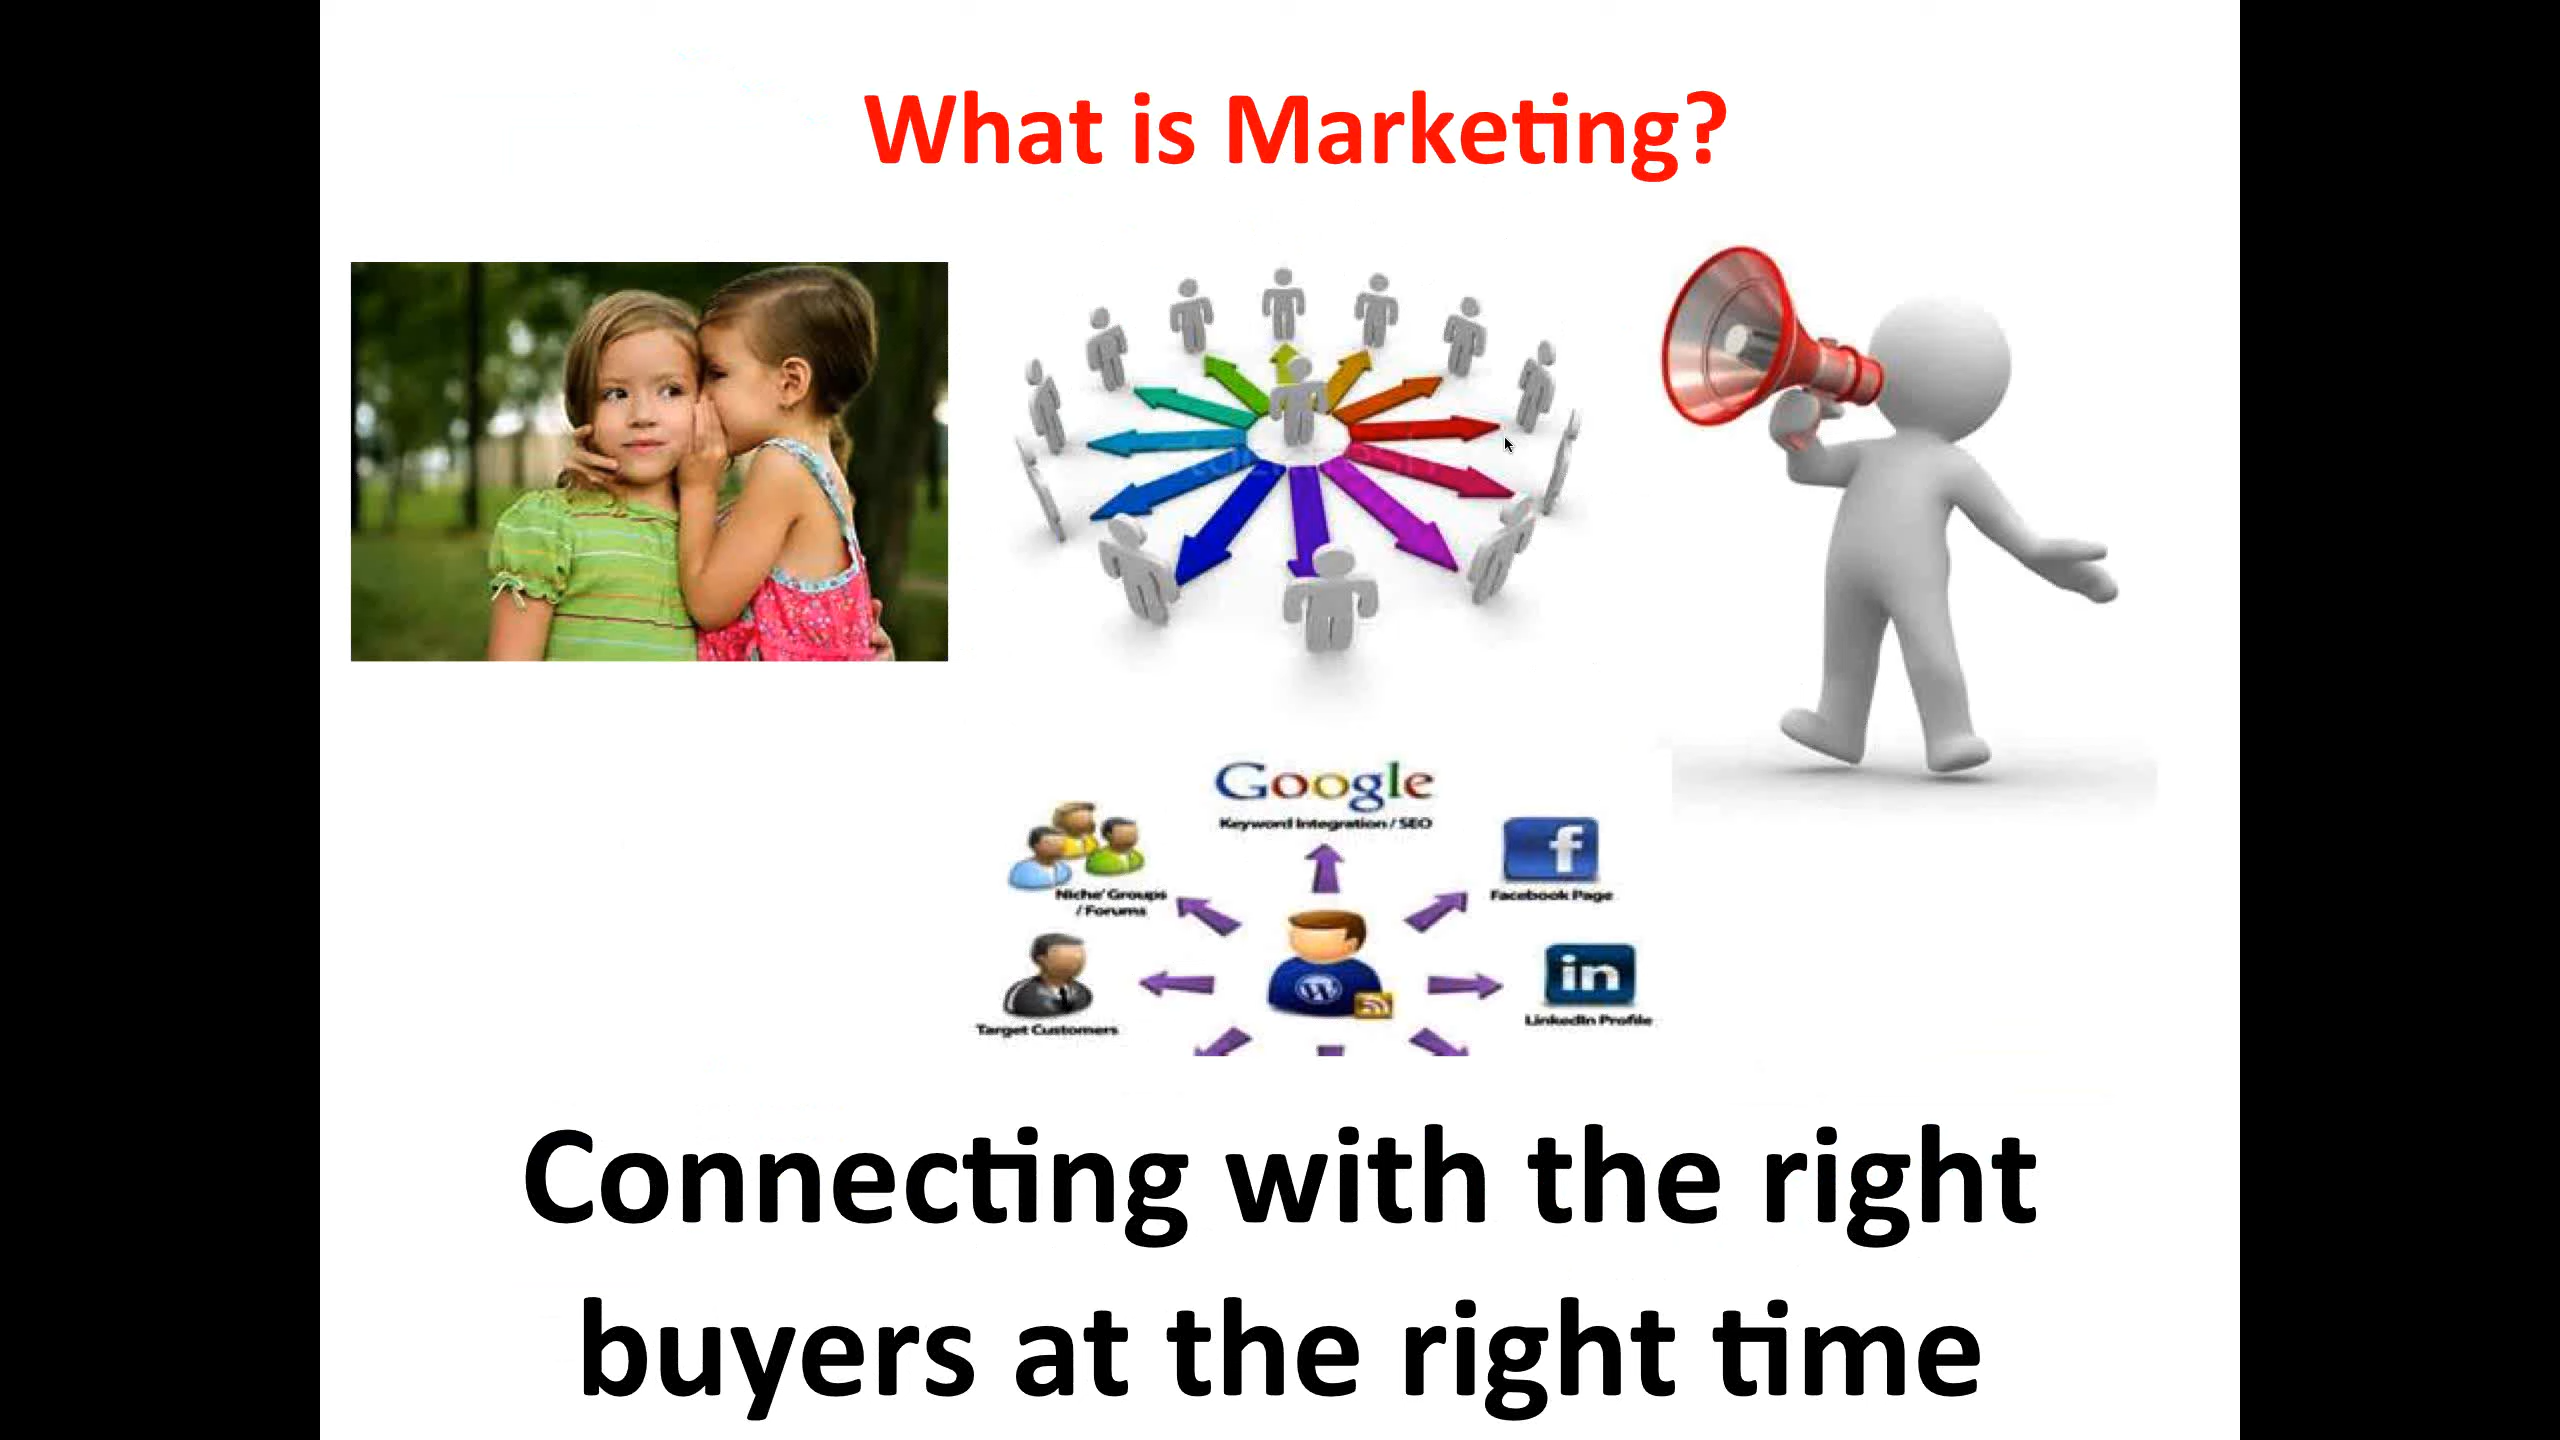 What is Marketing?
Google
Keyword Integration / SEO
Niche' Groups
/ Forums
f
Facebook Page
Target Customers
W
in
LinkedIn Profile
Connecting with the right
buyers at the right time